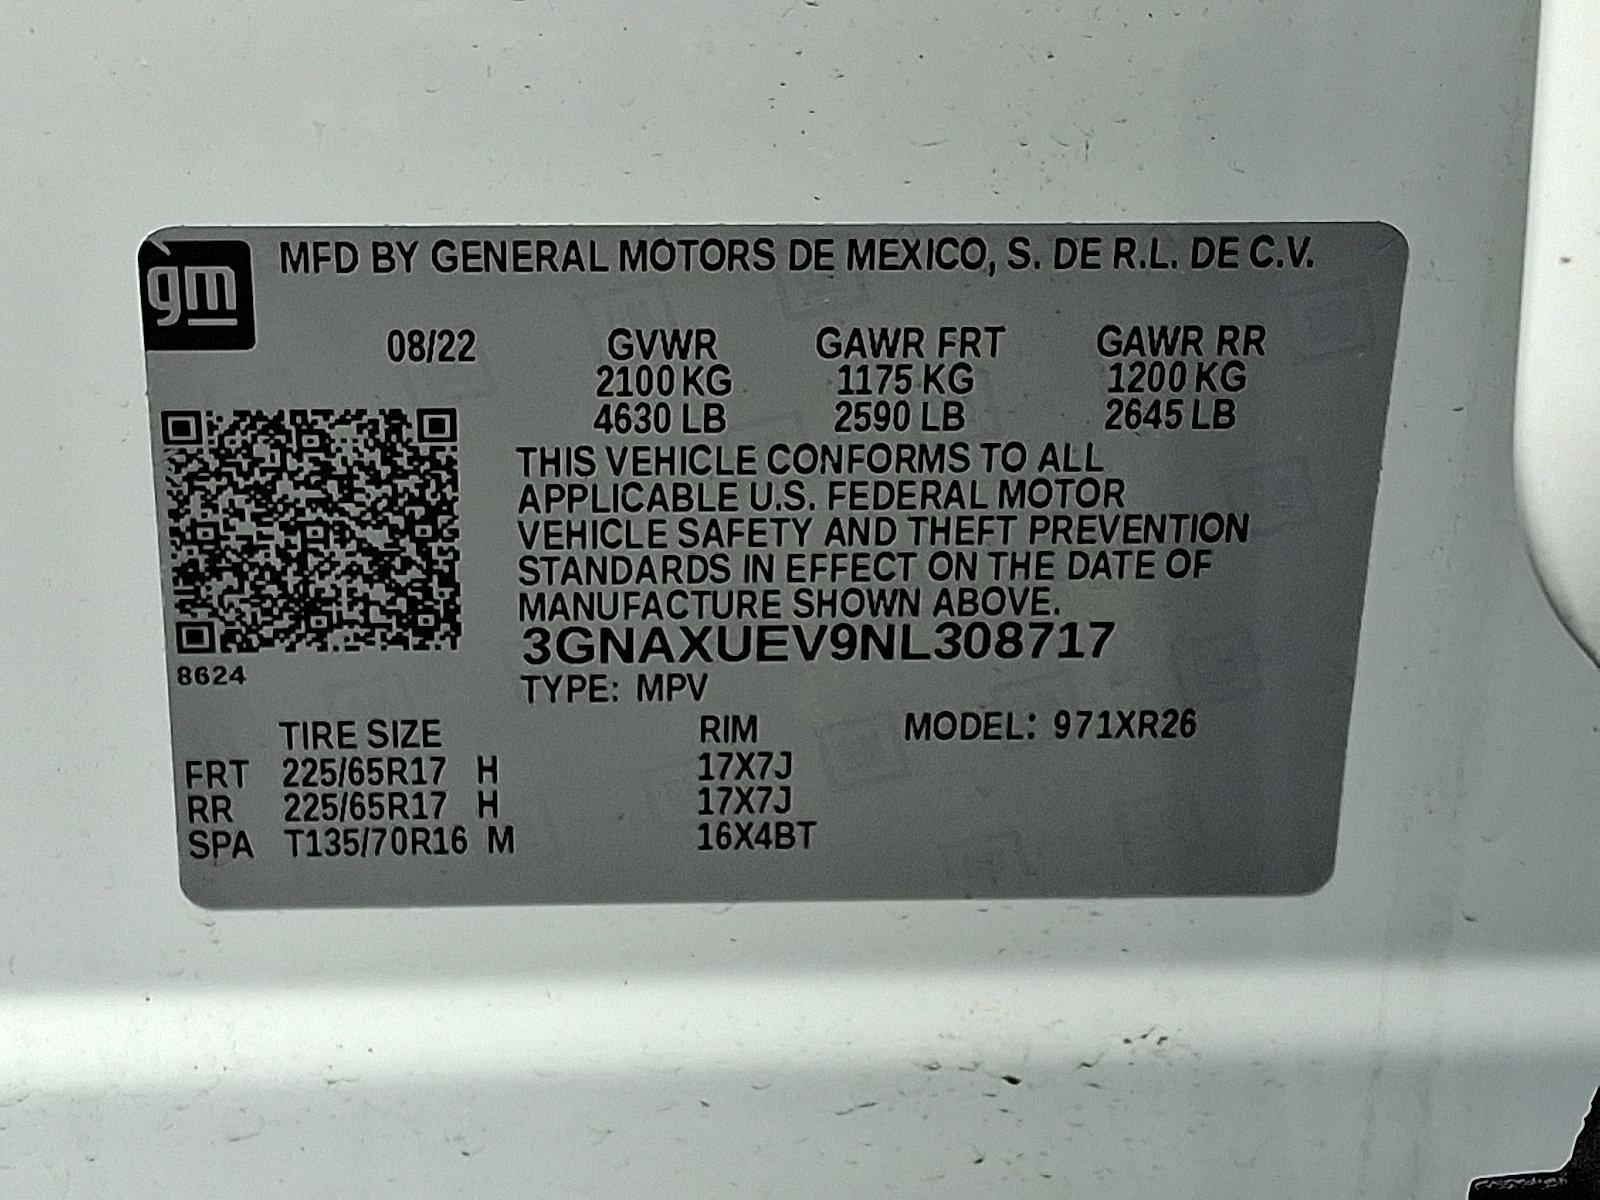 gm
MFD BY GENERAL MOTORS DE MEXICO, S. DE R.L. DE C.V.
08/22 GVWR GAWR FRT GAWR RR
2100 KG 1175 KG 1200 KG
4630 LB 2590 LB 2645 LB
THIS VEHICLE CONFORMS TO ALL
APPLICABLE U.S. FEDERAL MOTOR
VEHICLE SAFETY AND THEFT PREVENTION
STANDARDS IN EFFECT ON THE DATE OF
MANUFACTURE SHOWN ABOVE.
3GNAXUEV9NL308717
8624
TYPE: MPV
TIRE SIZE RIM MODEL: 971XR26
FRT 225/65R17 H 17X7J
RR 225/65R17 H 17X7J
SPA T135/70R16 M 16X4BT